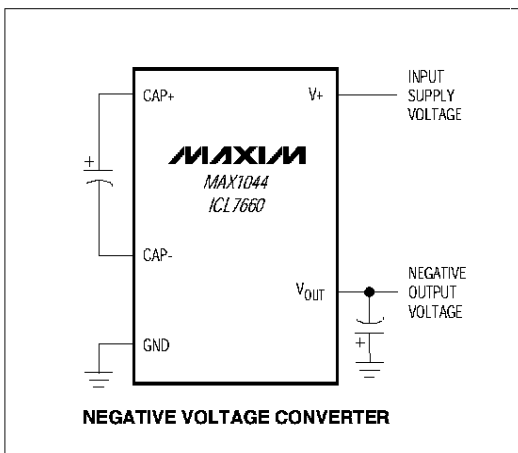 CAP+
V+
INPUT
SUPPLY
VOLTAGE
+
MAXIM
MAX1044
ICL7660
CAP-
VOUT
NEGATIVE
OUTPUT
VOLTAGE
+
GND
NEGATIVE VOLTAGE CONVERTER